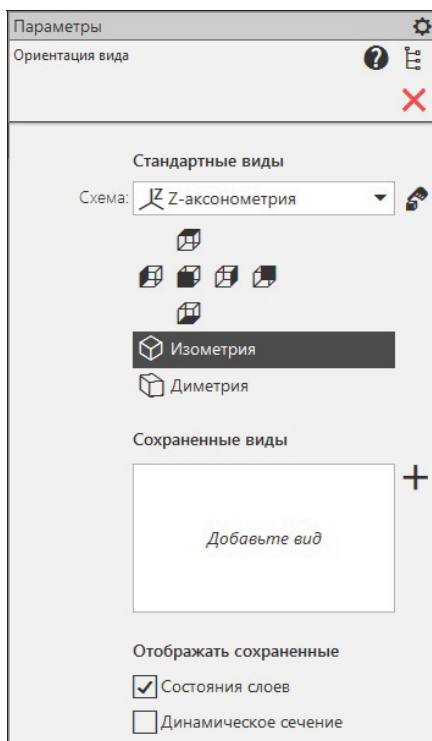 Параметры
Ориентация вида
Стандартные виды
Схема: Z-аксонометрия
Изометрия
Диметрия
Сохраненные виды
Добавьте вид
Отображать сохраненные
Состояния слоев
Динамическое сечение